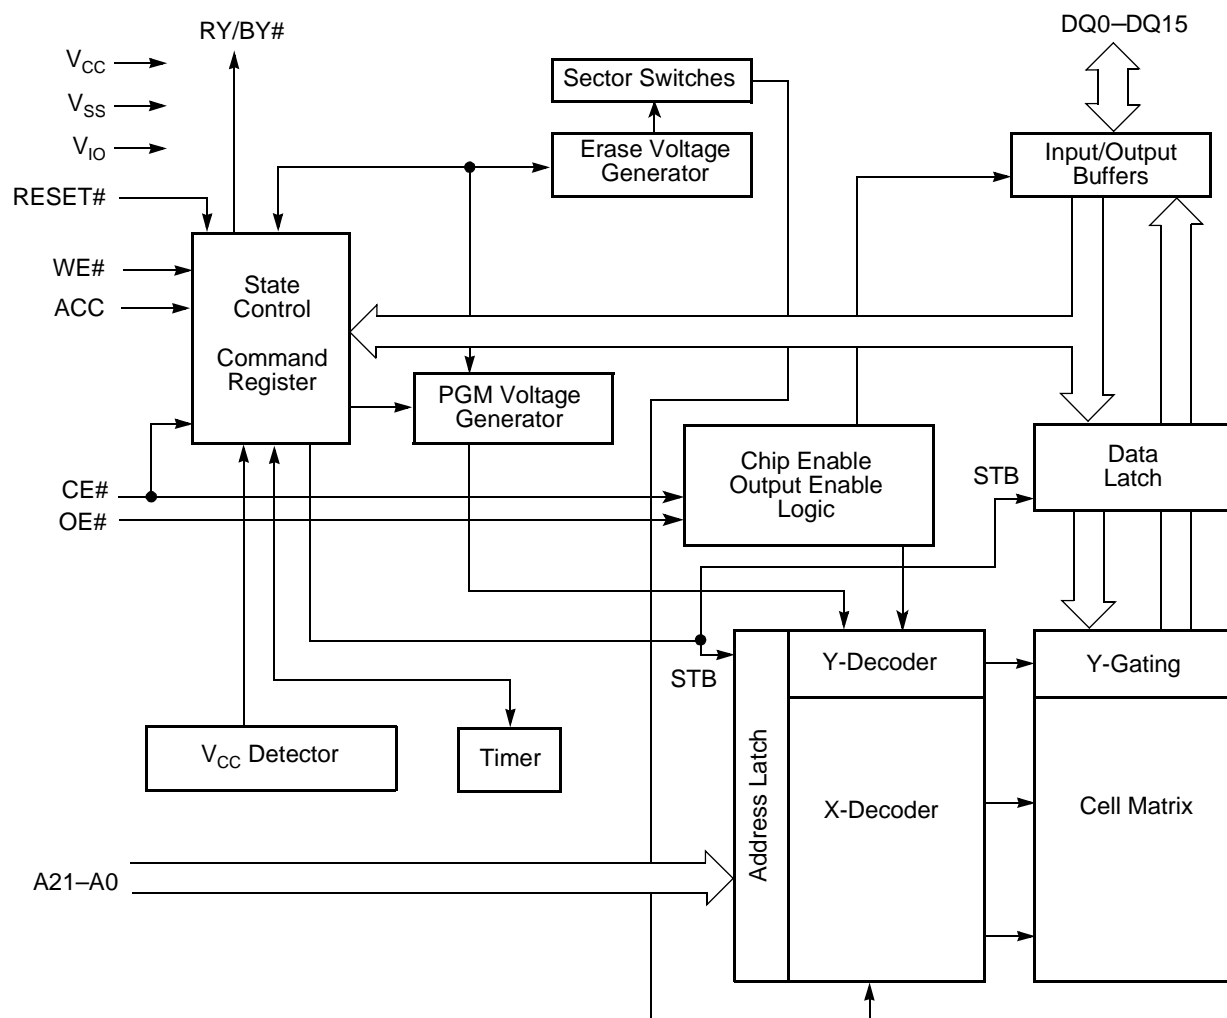 RY/BY#
DQ0–DQ15
VCC
VSS
VIO
RESET#
WE#
ACC
CE#
OE#
A21–A0
Sector Switches
Erase Voltage
Generator
Input/Output
Buffers
State
Control
Command
Register
PGM Voltage
Generator
Chip Enable
Output Enable
Logic
STB
Data
Latch
STB
Y-Decoder
Y-Gating
VCC Detector
Timer
Address Latch
X-Decoder
Cell Matrix